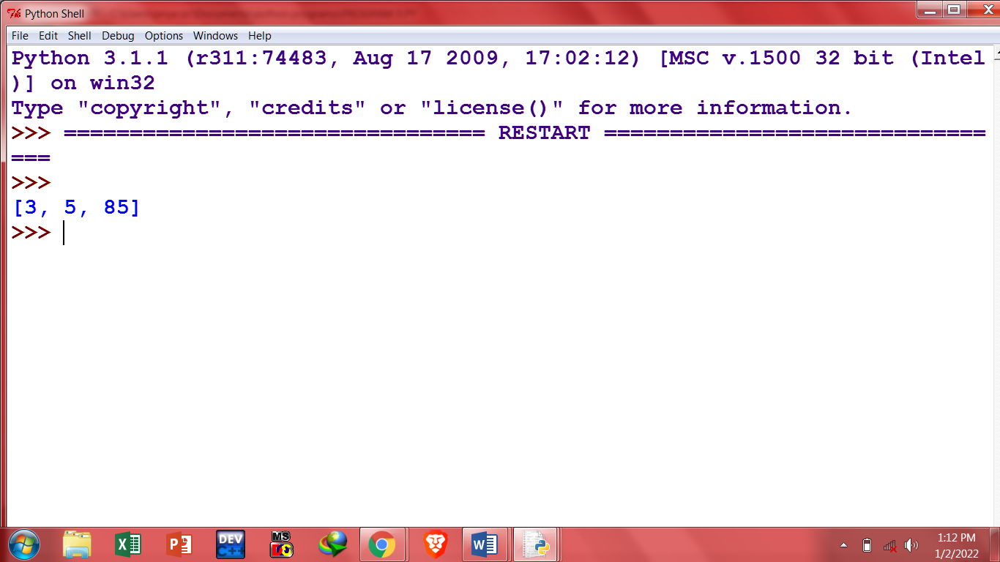 Python Shell
File Edit Shell Debug Options Windows Help
Python 3.1.1 (r311:74483, Aug 17 2009, 17:02:12) [MSC v.1500 32 bit (Intel
)] on win32
Type "copyright", "credits" or "license()" for more information.
>>> ================================ RESTART =============================
===
>>>
[3, 5, 85]
>>>
DEV
C++
MS
1:12 PM
1/2/2022